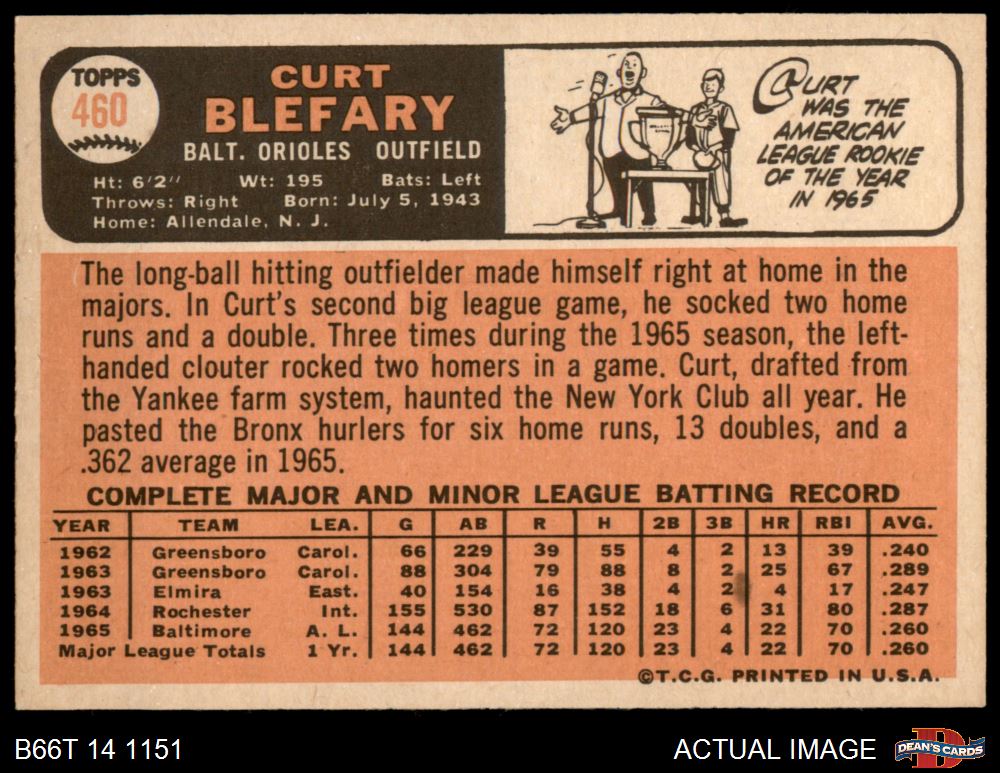 TOPPS
460
CURT
BLEFARY
BALT. ORIOLES OUTFIELD
Ht: 6'2" Wt: 195 Bats: Left
Throws: Right Born: July 5, 1943
Home: Allendale, N. J.
CURT
WAS THE
AMERICAN
LEAGUE ROOKIE
OF THE YEAR
IN 1965
The long-ball hitting outfielder made himself right at home in the
majors. In Curt's second big league game, he socked two home
runs and a double. Three times during the 1965 season, the left-
handed clouter rocked two homers in a game. Curt, drafted from
the Yankee farm system, haunted the New York Club all year. He
pasted the Bronx hurlers for six home runs, 13 doubles, and a
.362 average in 1965.
COMPLETE MAJOR AND MINOR LEAGUE BATTING RECORD
YEAR TEAM LEA. G AB R H 2B 3B HR RBI AVG.
1962 Greensboro Carol. 66 229 39 55 4 2 13 39 .240
1963 Greensboro Carol. 88 304 79 88 8 2 25 67 .289
1963 Elmira East. 40 154 16 38 4 2 4 17 .247
1964 Rochester Int. 155 530 87 152 18 6 31 80 .287
1965 Baltimore A. L. 144 462 72 120 23 4 22 70 .260
Major League Totals 1 Yr. 144 462 72 120 23 4 22 70 .260
©T.C.G. PRINTED IN U.S.A.
B66T 14 1151
ACTUAL IMAGE
DEAN'S CARDS